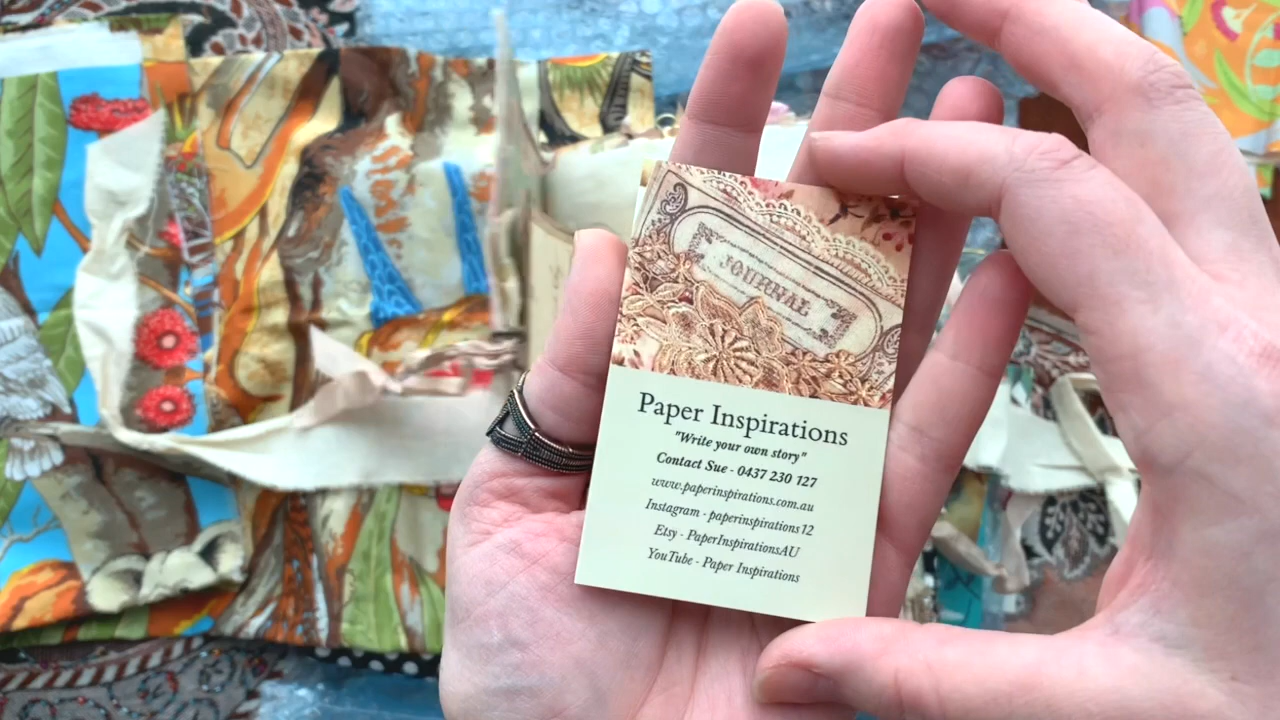 JOURNAL
Paper Inspirations
"Write your own story"
Contact Sue - 0437 230 127
www.paperinspirations.com.au
Instagram - paperinspirations12
Etsy - PaperInspirationsAU
YouTube - Paper Inspirations